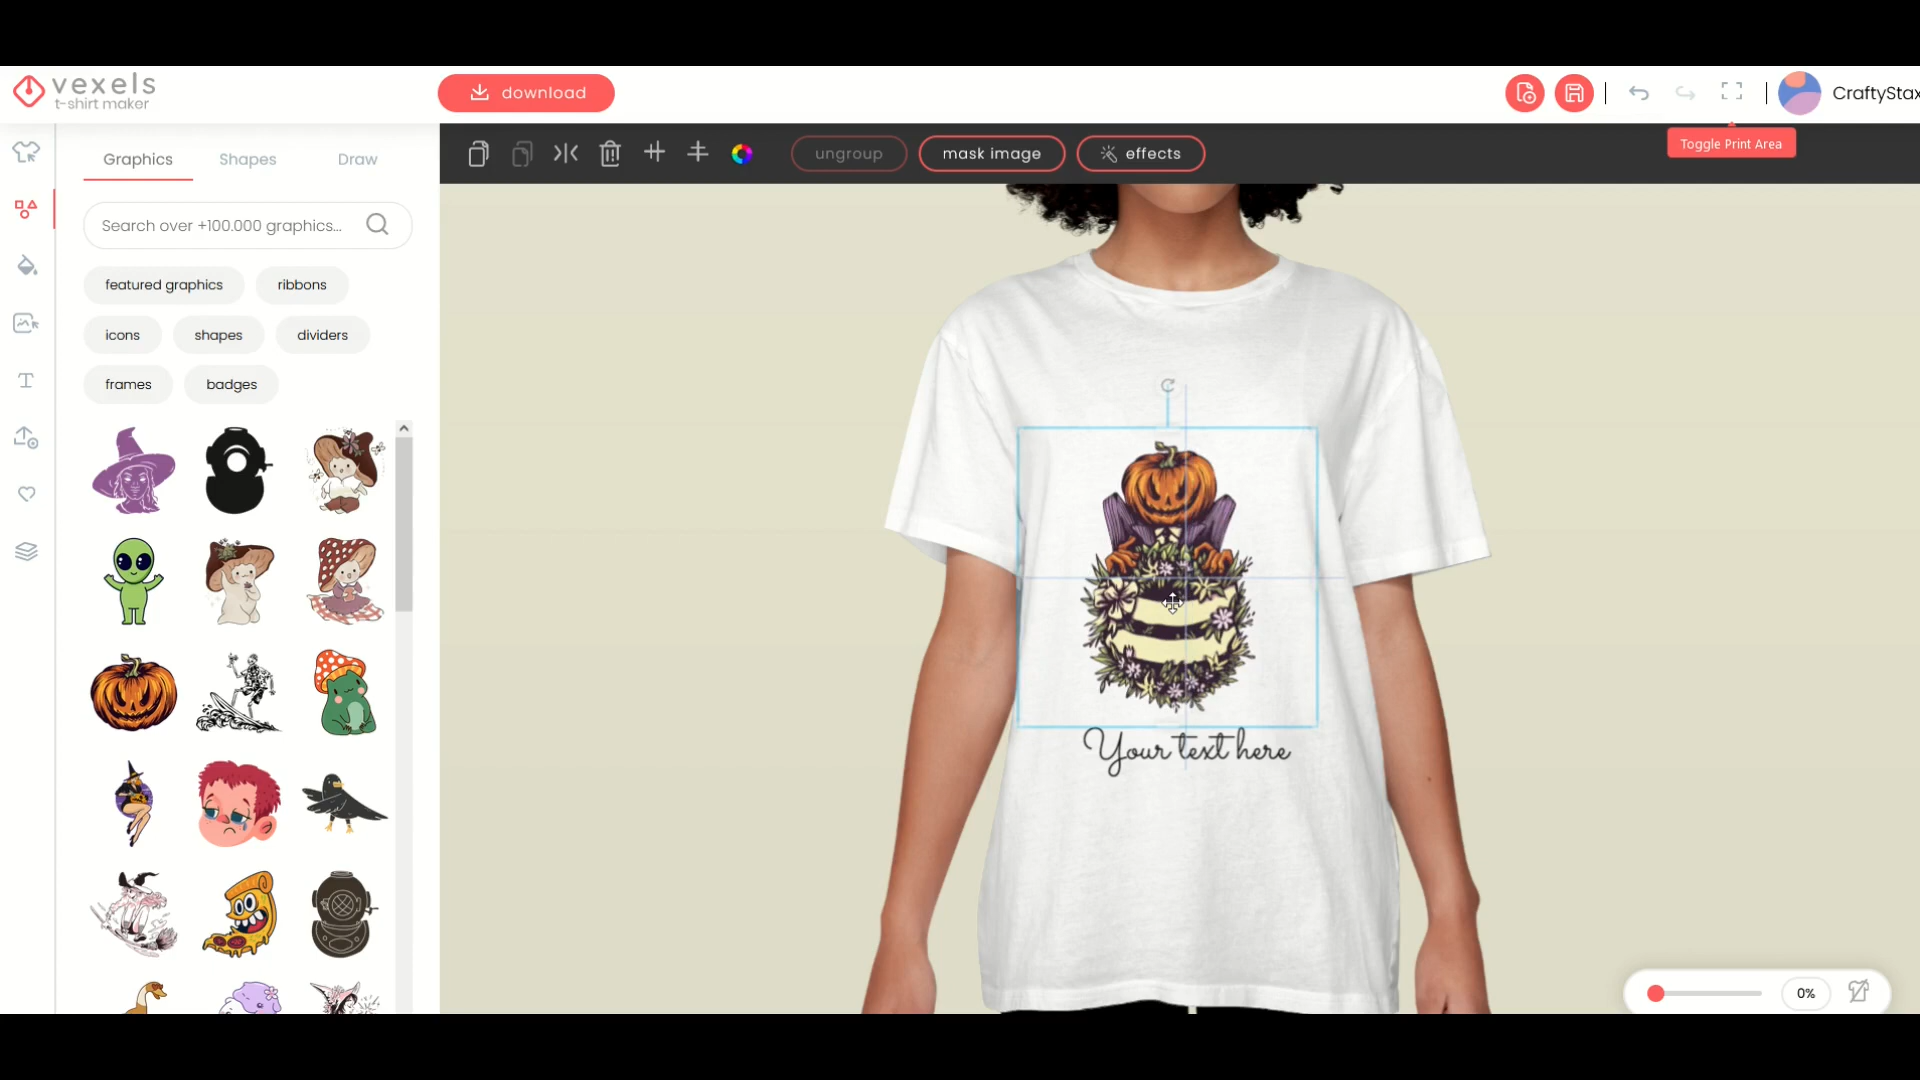 vexels
t-shirt maker
download
CraftyStax
Toggle Print Area
Graphics
Shapes
Draw
ungroup
mask image
effects
Search over +100.000 graphics...
featured graphics
ribbons
icons
shapes
dividers
frames
badges
Your text here
0%